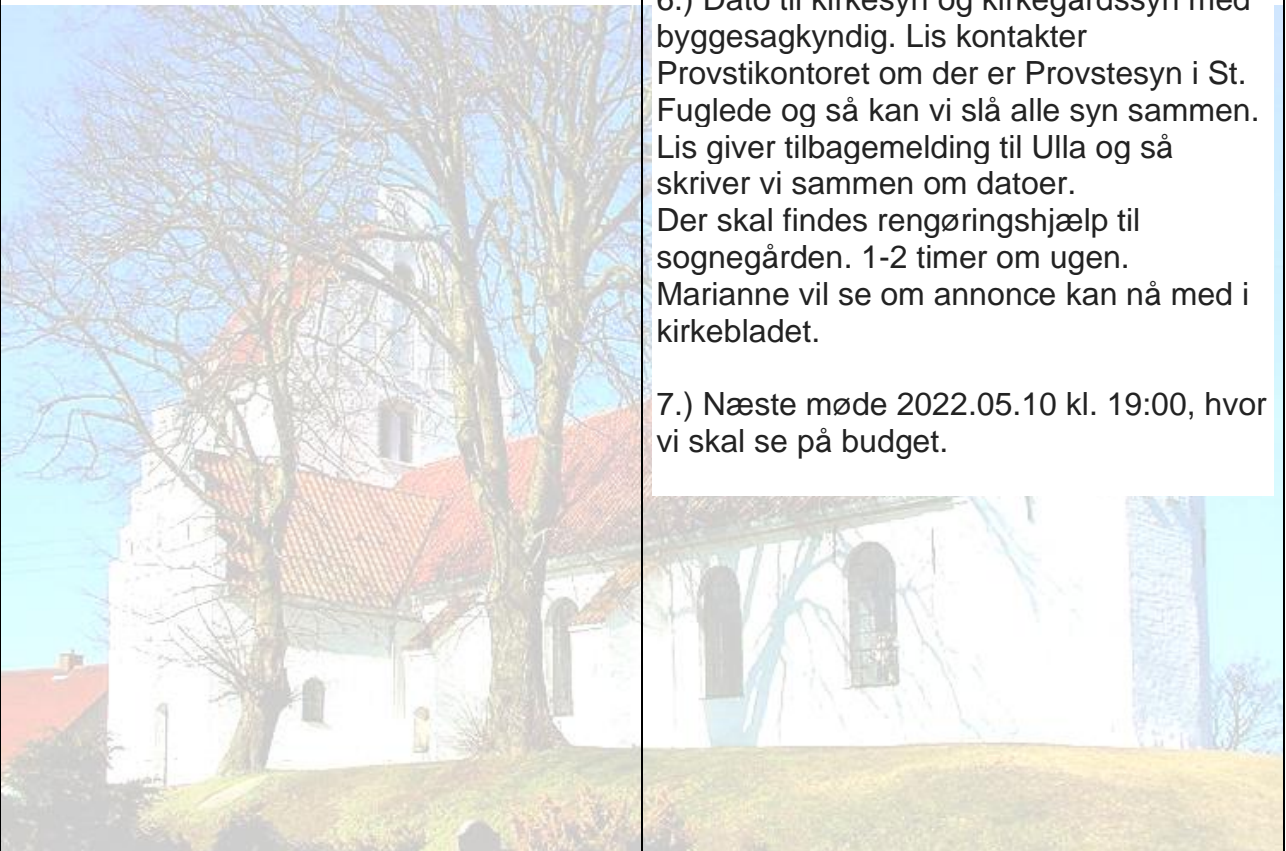 6.) Dato til kirkesyn og kirkegårdssyn med
byggesagkyndig. Lis kontakter
Provstikontoret om der er Provstesyn i St.
Fuglede og så kan vi slå alle syn sammen.
Lis giver tilbagemelding til Ulla og så
skriver vi sammen om datoer.
Der skal findes rengøringshjælp til
sognegården. 1-2 timer om ugen.
Marianne vil se om annonce kan nå med i
kirkebladet.
7.) Næste møde 2022.05.10 kl. 19:00, hvor
vi skal se på budget.